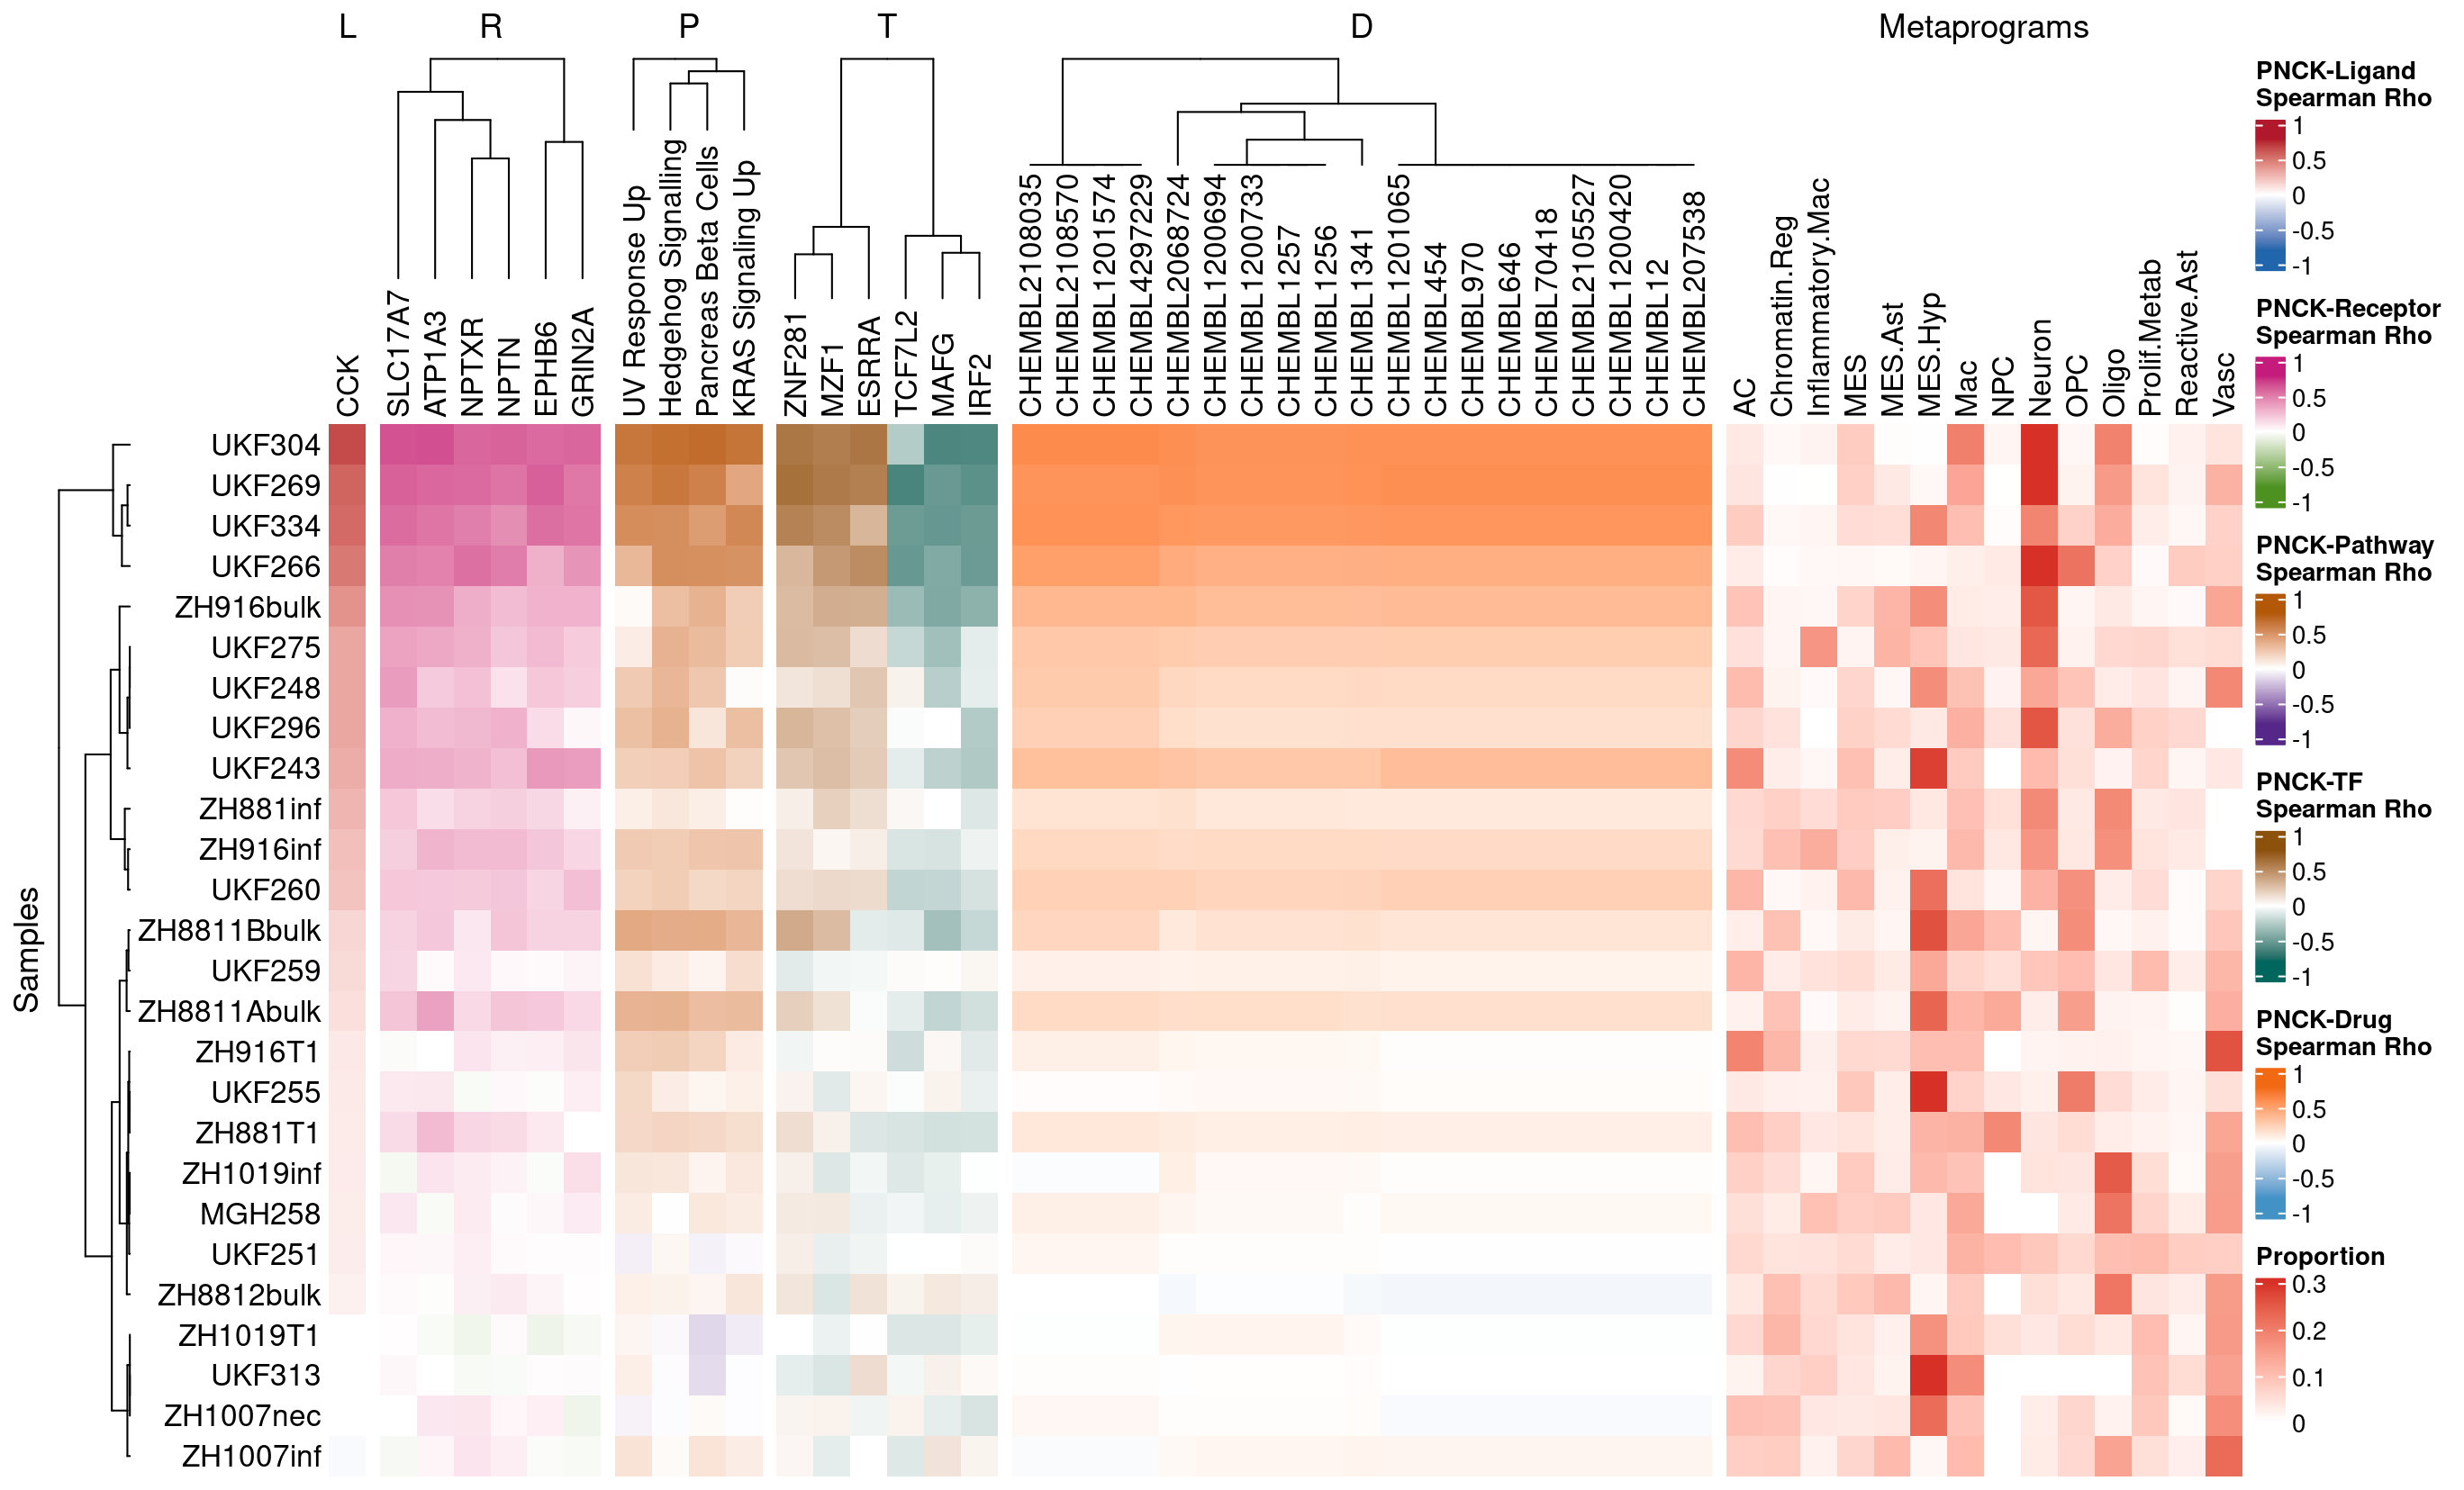 L
R
P
T
D
Metaprograms
CCK
SLC17A7
ATP1A3
NPTXR
NPTN
EPHB6
GRIN2A
UV Response Up
Hedgehog Signalling
Pancreas Beta Cells
KRAS Signaling Up
ZNF281
MZF1
ESRRA
TCF7L2
MAFG
IRF2
CHEMBL2108035
CHEMBL2108570
CHEMBL1201574
CHEMBL4297229
CHEMBL2068724
CHEMBL1200694
CHEMBL1200733
CHEMBL1257
CHEMBL1256
CHEMBL1341
CHEMBL1201065
CHEMBL454
CHEMBL970
CHEMBL646
CHEMBL70418
CHEMBL2105527
CHEMBL1200420
CHEMBL12
CHEMBL207538
AC
Chromatin.Reg
Inflammatory.Mac
MES
MES.Ast
MES.Hyp
Mac
NPC
Neuron
OPC
Oligo
Prolif.Metab
Reactive.Ast
Vasc
Samples
UKF304
UKF269
UKF334
UKF266
ZH916bulk
UKF275
UKF248
UKF296
UKF243
ZH881inf
ZH916inf
UKF260
ZH8811Bbulk
UKF259
ZH8811Abulk
ZH916T1
UKF255
ZH881T1
ZH1019inf
MGH258
UKF251
ZH8812bulk
ZH1019T1
UKF313
ZH1007nec
ZH1007inf
PNCK-Ligand
Spearman Rho
1
0.5
0
-0.5
-1
PNCK-Receptor
Spearman Rho
1
0.5
0
-0.5
-1
PNCK-Pathway
Spearman Rho
1
0.5
0
-0.5
-1
PNCK-TF
Spearman Rho
1
0.5
0
-0.5
-1
PNCK-Drug
Spearman Rho
1
0.5
0
-0.5
-1
Proportion
0.3
0.2
0.1
0